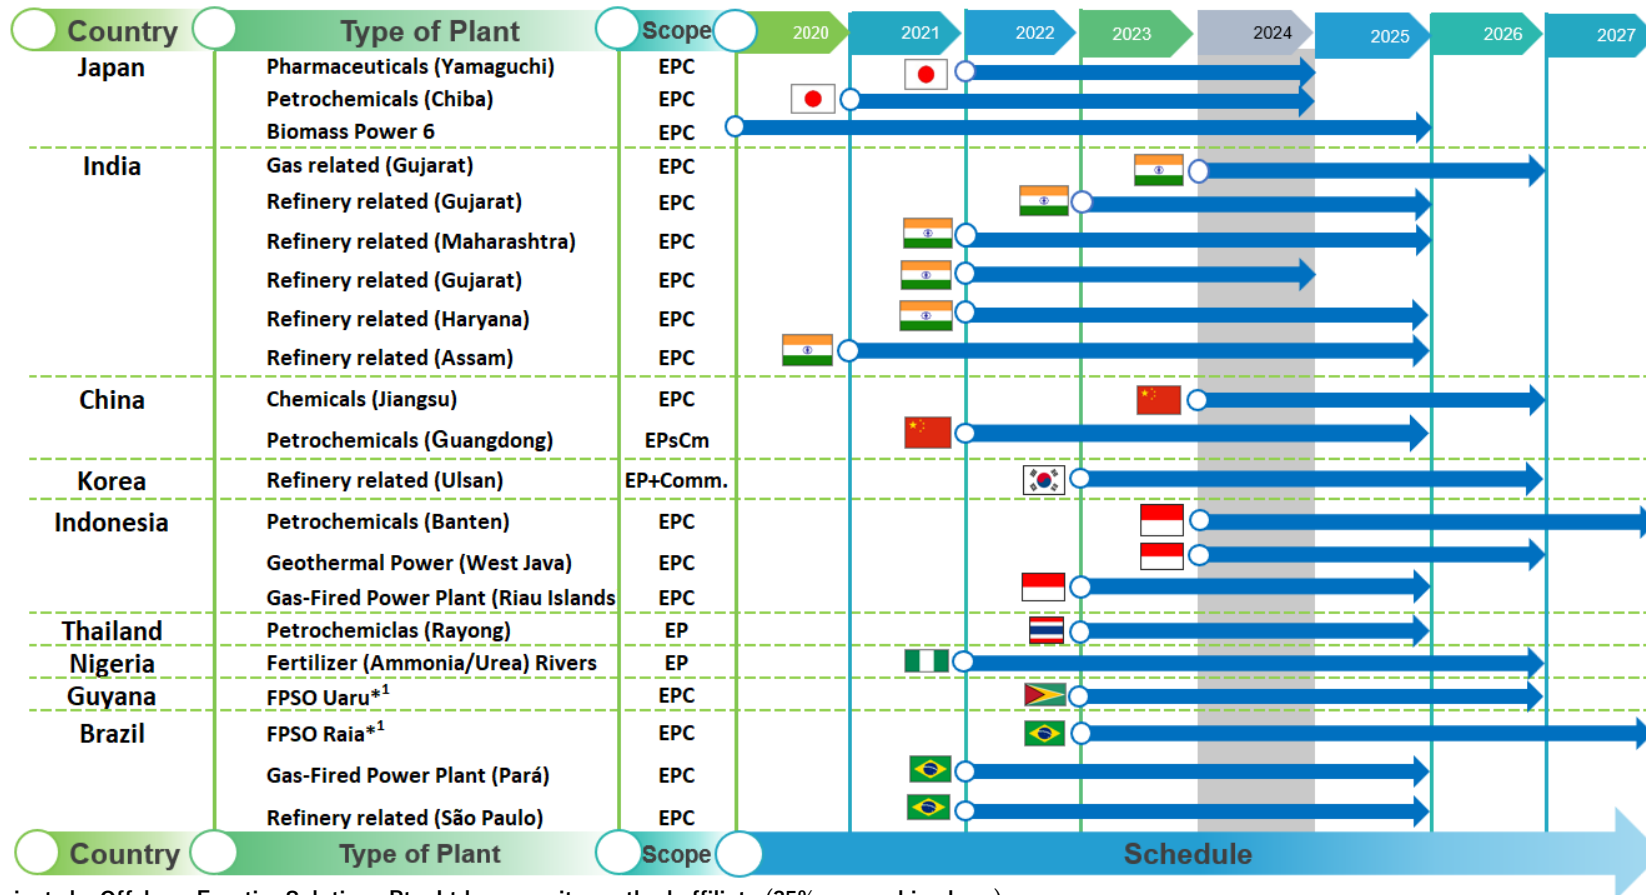 Country Type of Plant Scope 2020 2021 2022 2023 2024 2025 2026 2027
Japan Pharmaceuticals (Yamaguchi) EPC
Petrochemicals (Chiba) EPC
Biomass Power 6 EPC
India Gas related (Gujarat) EPC
Refinery related (Gujarat) EPC
Refinery related (Maharashtra) EPC
Refinery related (Gujarat) EPC
Refinery related (Haryana) EPC
Refinery related (Assam) EPC
China Chemicals (Jiangsu) EPC
Petrochemicals (Guangdong) EPsCm
Korea Refinery related (Ulsan) EP+Comm.
Indonesia Petrochemicals (Banten) EPC
Geothermal Power (West Java) EPC
Gas-Fired Power Plant (Riau Islands EPC
Thailand Petrochemiclas (Rayong) EP
Nigeria Fertilizer (Ammonia/Urea) Rivers EP
Guyana FPSO Uaru*1 EPC
Brazil FPSO Raia*1 EPC
Gas-Fired Power Plant (Pará) EPC
Refinery related (São Paulo) EPC
Country Type of Plant Scope Schedule